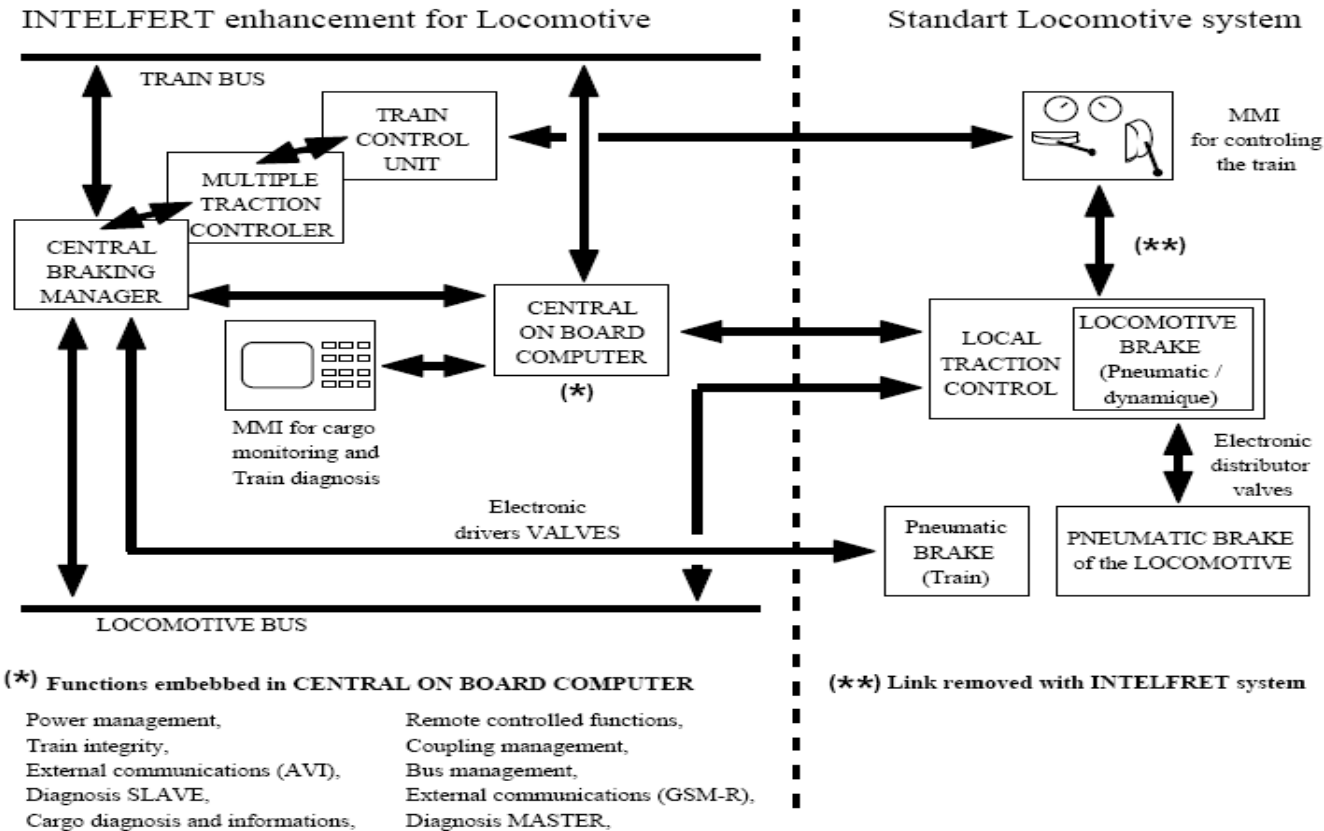 INTELFERT enhancement for Locomotive
Standart Locomotive system
TRAIN BUS
TRAIN
CONTROL
UNIT
MULTIPLE
TRACTION
CONTROLER
CENTRAL
BRAKING
MANAGER
CENTRAL
ON BOARD
COMPUTER
(*)
MMI for cargo
monitoring and
Train diagnosis
Electronic
drivers VALVES
LOCOMOTIVE BUS
MMI
for controling
the train
(**)
LOCAL
TRACTION
CONTROL
LOCOMOTIVE
BRAKE
(Pneumatic /
dynamique)
Electronic
distributor
valves
Pneumatic
BRAKE
(Train)
PNEUMATIC BRAKE
of the LOCOMOTIVE
(*) Functions embebbed in CENTRAL ON BOARD COMPUTER
Power management,
Train integrity,
External communications (AVI),
Diagnosis SLAVE,
Cargo diagnosis and informations,
Remote controlled functions,
Coupling management,
Bus management,
External communications (GSM-R),
Diagnosis MASTER,
(**) Link removed with INTELFRET system